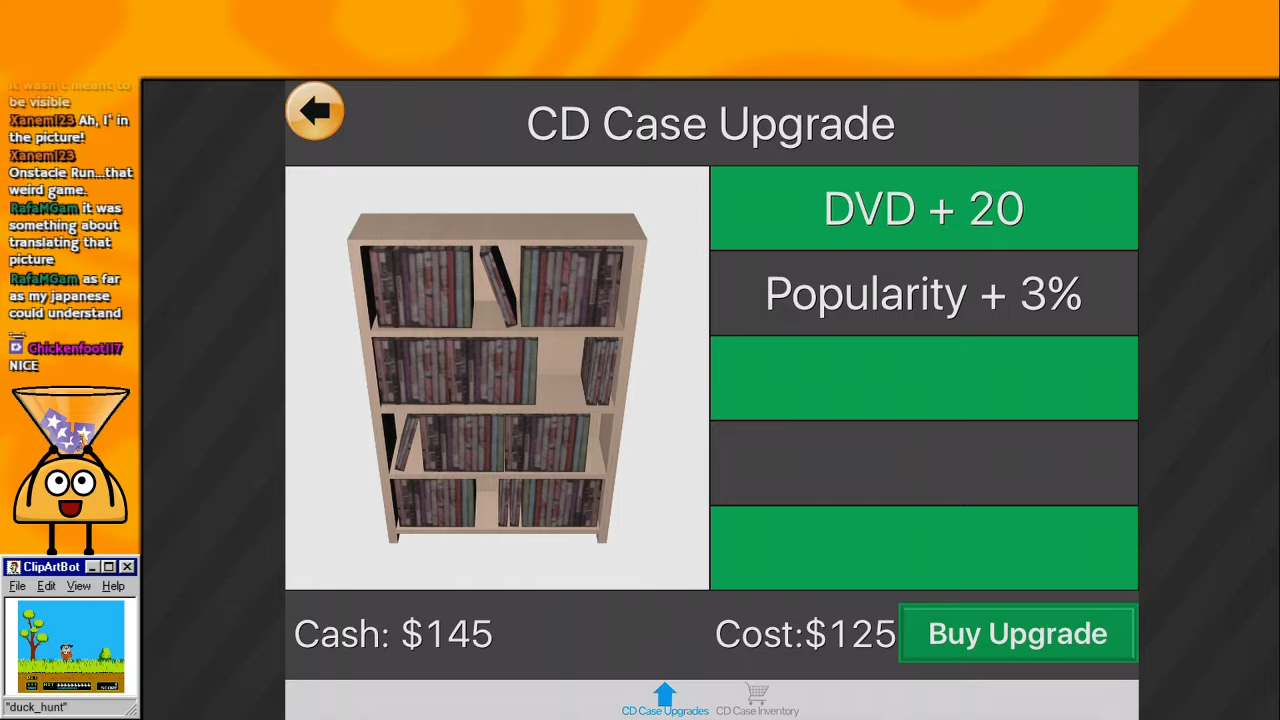 be visible
Xanem123 Ah, I' in
the picture!
Xanem123
Onstacle Run...that
weird game.
RafaMGam it was
something about
translating that
picture
RafaMGam as far
as my japanese
could understand
Chickenfoot117
NICE
ClipArtBot
File Edit View Help
"duck_hunt"
CD Case Upgrade
DVD + 20
Popularity + 3%
Cash: $145
Cost:$125
Buy Upgrade
CD Case Upgrades
CD Case Inventory